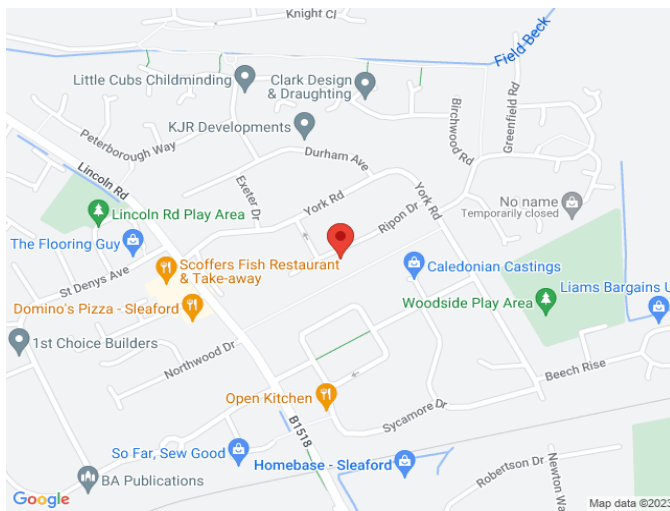 Knight Cl
Field Beck
Little Cubs Childminding
Clark Design
& Draughting
Greenfield Rd
Birchwood Rd
KJR Developments
Peterborough Way
Durham Ave
Lincoln Rd
Exeter Dr
York Rd
York Rd
Ripon Dr
No name
Temporarily closed
Lincoln Rd Play Area
The Flooring Guy
St Denys Ave
Scoffers Fish Restaurant
& Take-away
Caledonian Castings
Liams Bargains U
Woodside Play Area
Domino's Pizza - Sleaford
1st Choice Builders
Northwood Dr
Beech Rise
Open Kitchen
Sycamore Dr
B1518
So Far, Sew Good
Homebase - Sleaford
Robertson Dr
Newton Wa
BA Publications
Google
Map data ©2023